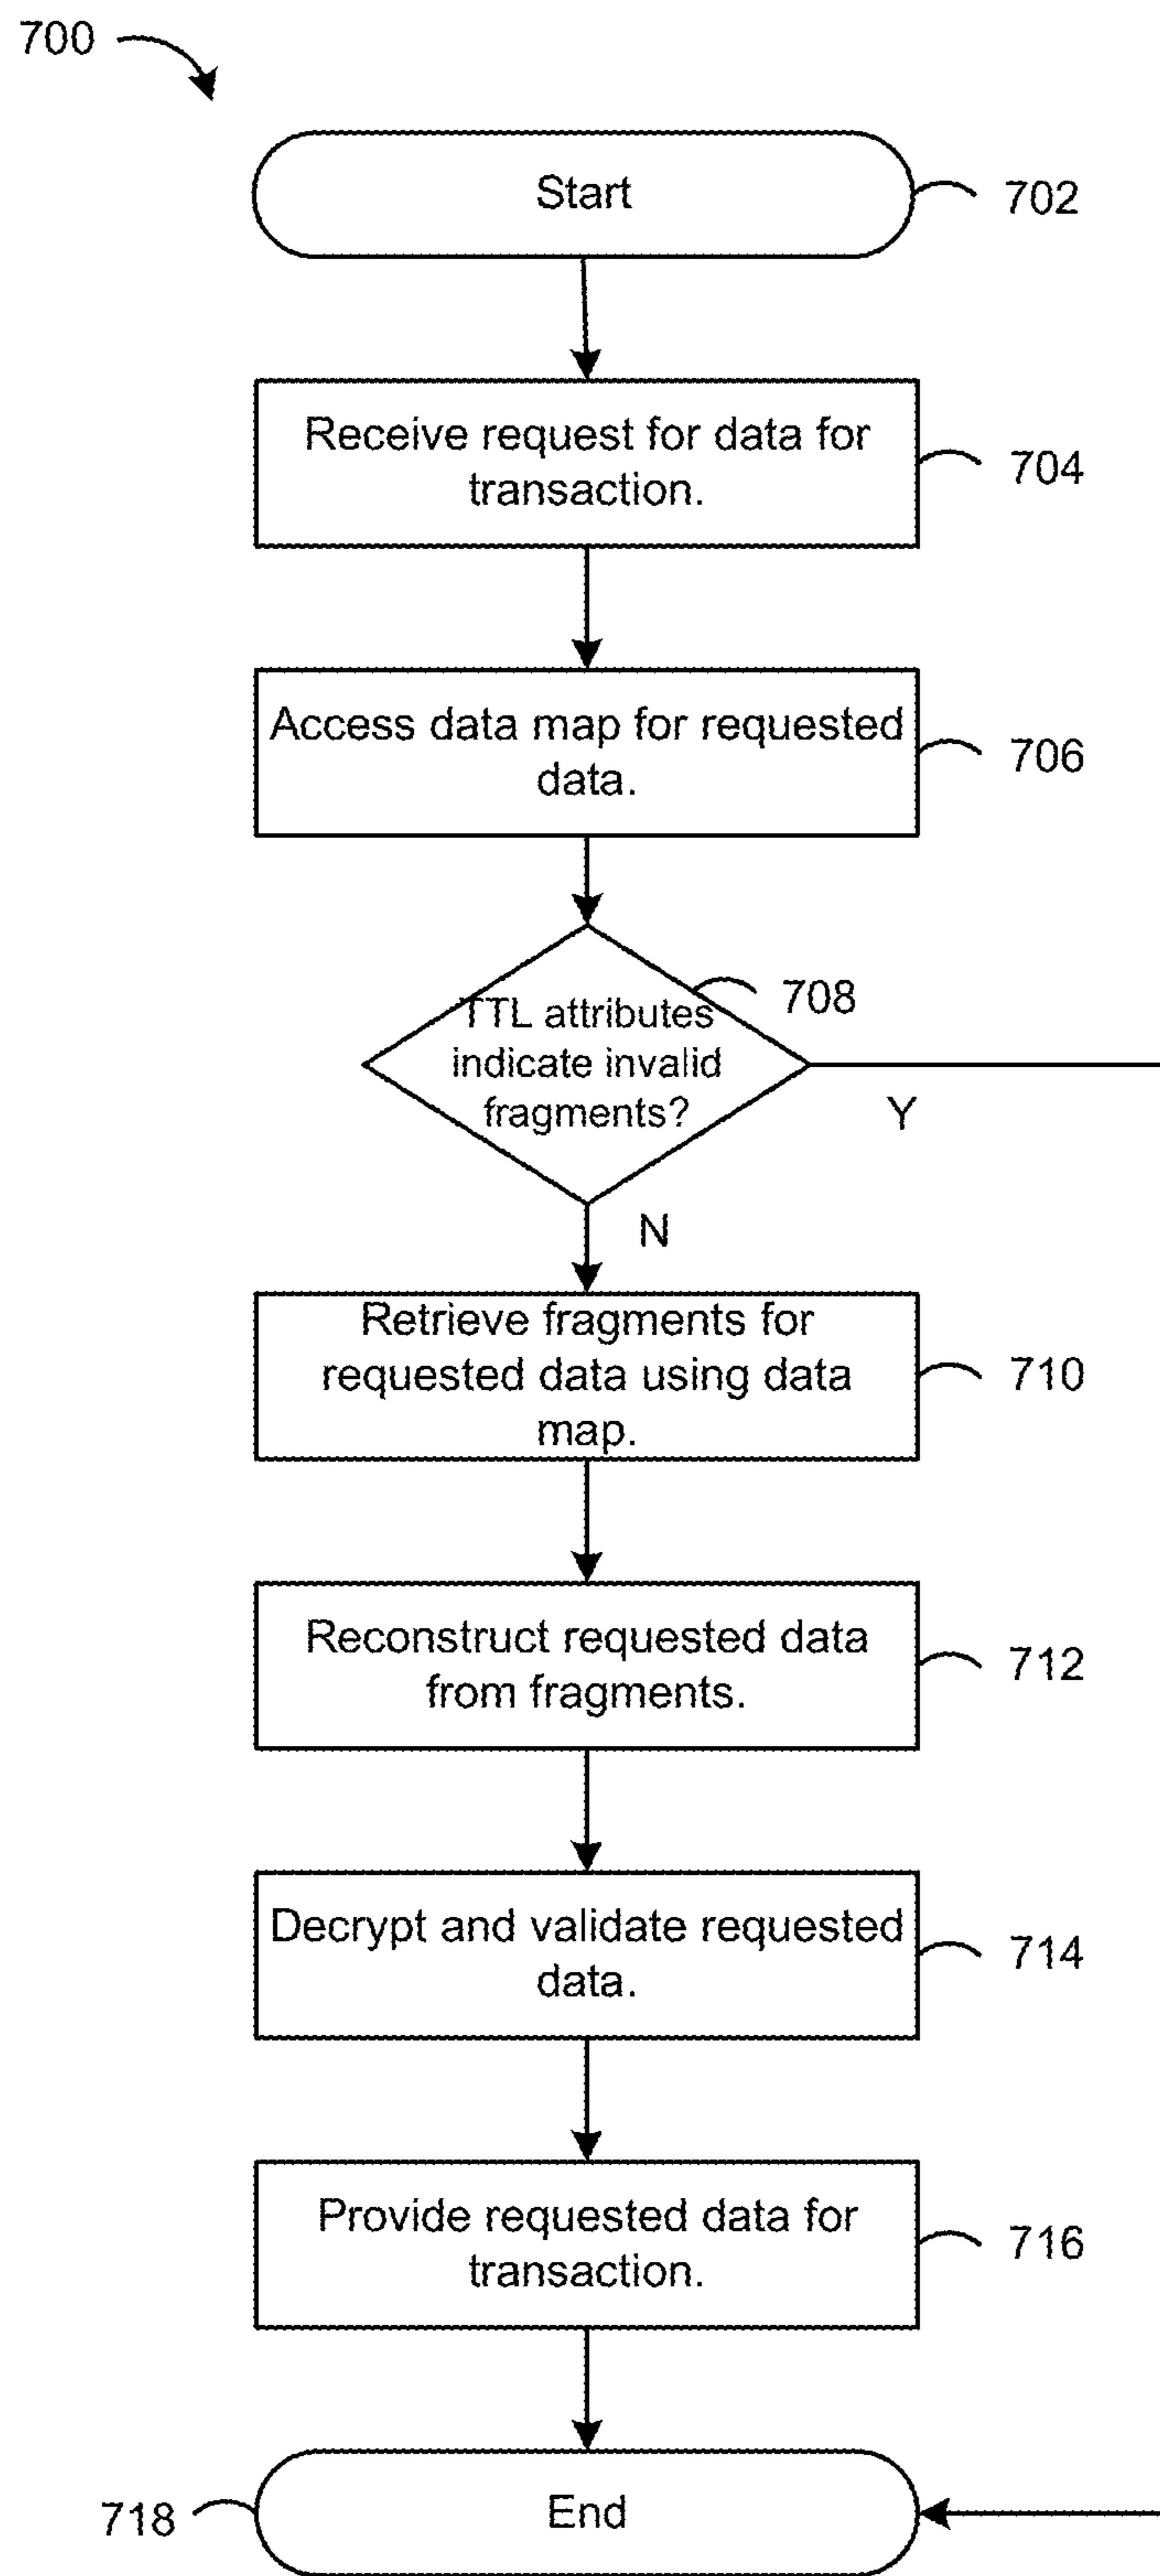 700
Start
702
Receive request for data for
transaction.
704
Access data map for requested
data.
706
708
TTL attributes
indicate invalid
fragments?
Y
N
Retrieve fragments for
requested data using data
map.
710
Reconstruct requested data
from fragments.
712
Decrypt and validate requested
data.
714
Provide requested data for
transaction.
716
718
End